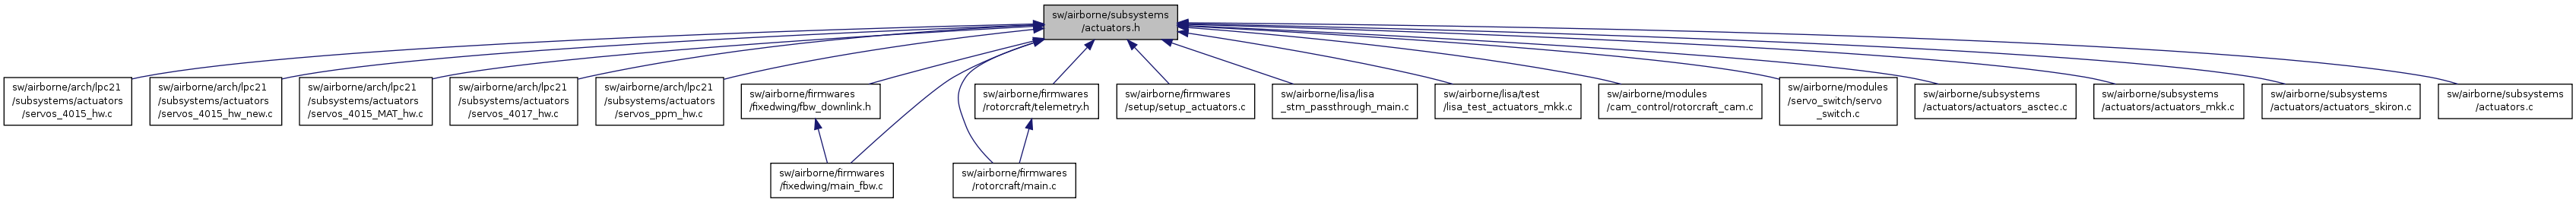 sw/airborne/subsystems
/actuators.h
sw/airborne/arch/lpc21
/subsystems/actuators
/servos_4015_hw.c
sw/airborne/arch/lpc21
/subsystems/actuators
/servos_4015_hw_new.c
sw/airborne/arch/lpc21
/subsystems/actuators
/servos_4015_MAT_hw.c
sw/airborne/arch/lpc21
/subsystems/actuators
/servos_4017_hw.c
sw/airborne/arch/lpc21
/subsystems/actuators
/servos_ppm_hw.c
sw/airborne/firmwares
/fixedwing/fbw_downlink.h
sw/airborne/firmwares
/rotorcraft/telemetry.h
sw/airborne/firmwares
/setup/setup_actuators.c
sw/airborne/lisa/lisa
_stm_passthrough_main.c
sw/airborne/lisa/test
/lisa_test_actuators_mkk.c
sw/airborne/modules
/cam_control/rotorcraft_cam.c
sw/airborne/modules
/servo_switch/servo
_switch.c
sw/airborne/subsystems
/actuators/actuators_asctec.c
sw/airborne/subsystems
/actuators/actuators_mkk.c
sw/airborne/subsystems
/actuators/actuators_skiron.c
sw/airborne/subsystems
/actuators.c
sw/airborne/firmwares
/fixedwing/main_fbw.c
sw/airborne/firmwares
/rotorcraft/main.c